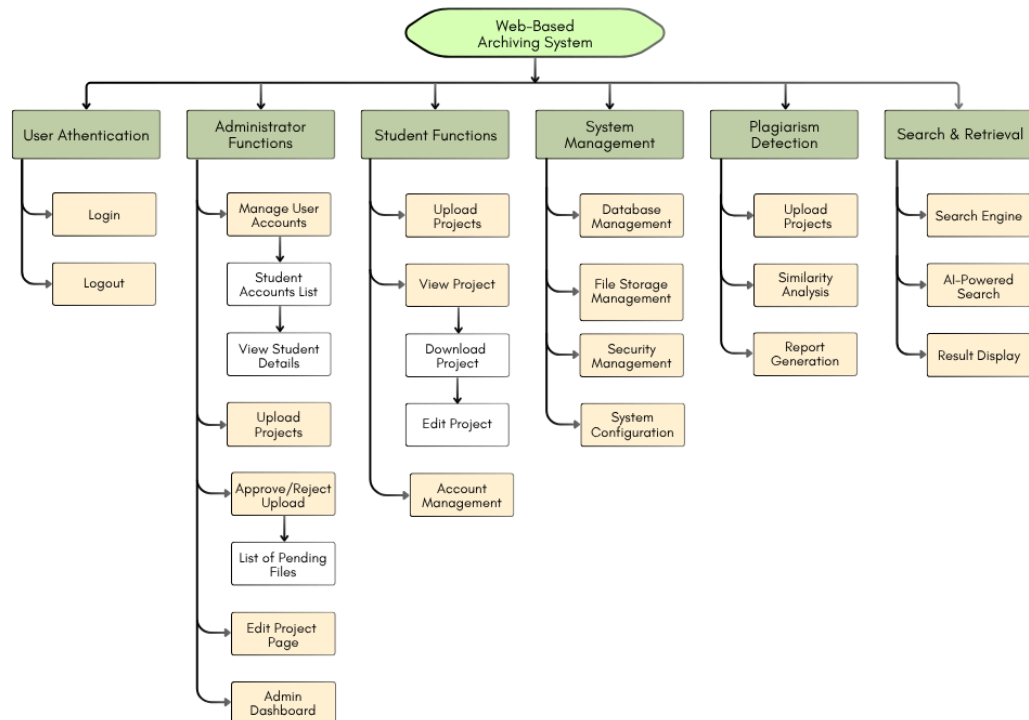 Web-Based
Archiving System
User Athentication
Login
Logout
Administrator
Functions
Manage User
Accounts
Student
Accounts List
View Student
Details
Upload
Projects
Approve/Reject
Upload
List of Pending
Files
Edit Project
Page
Admin
Dashboard
Student Functions
Upload
Projects
View Project
Download
Project
Edit Project
Account
Management
System
Management
Database
Management
File Storage
Management
Security
Management
System
Configuration
Plagiarism
Detection
Upload
Projects
Similarity
Analysis
Report
Generation
Search & Retrieval
Search Engine
AI-Powered
Search
Result Display